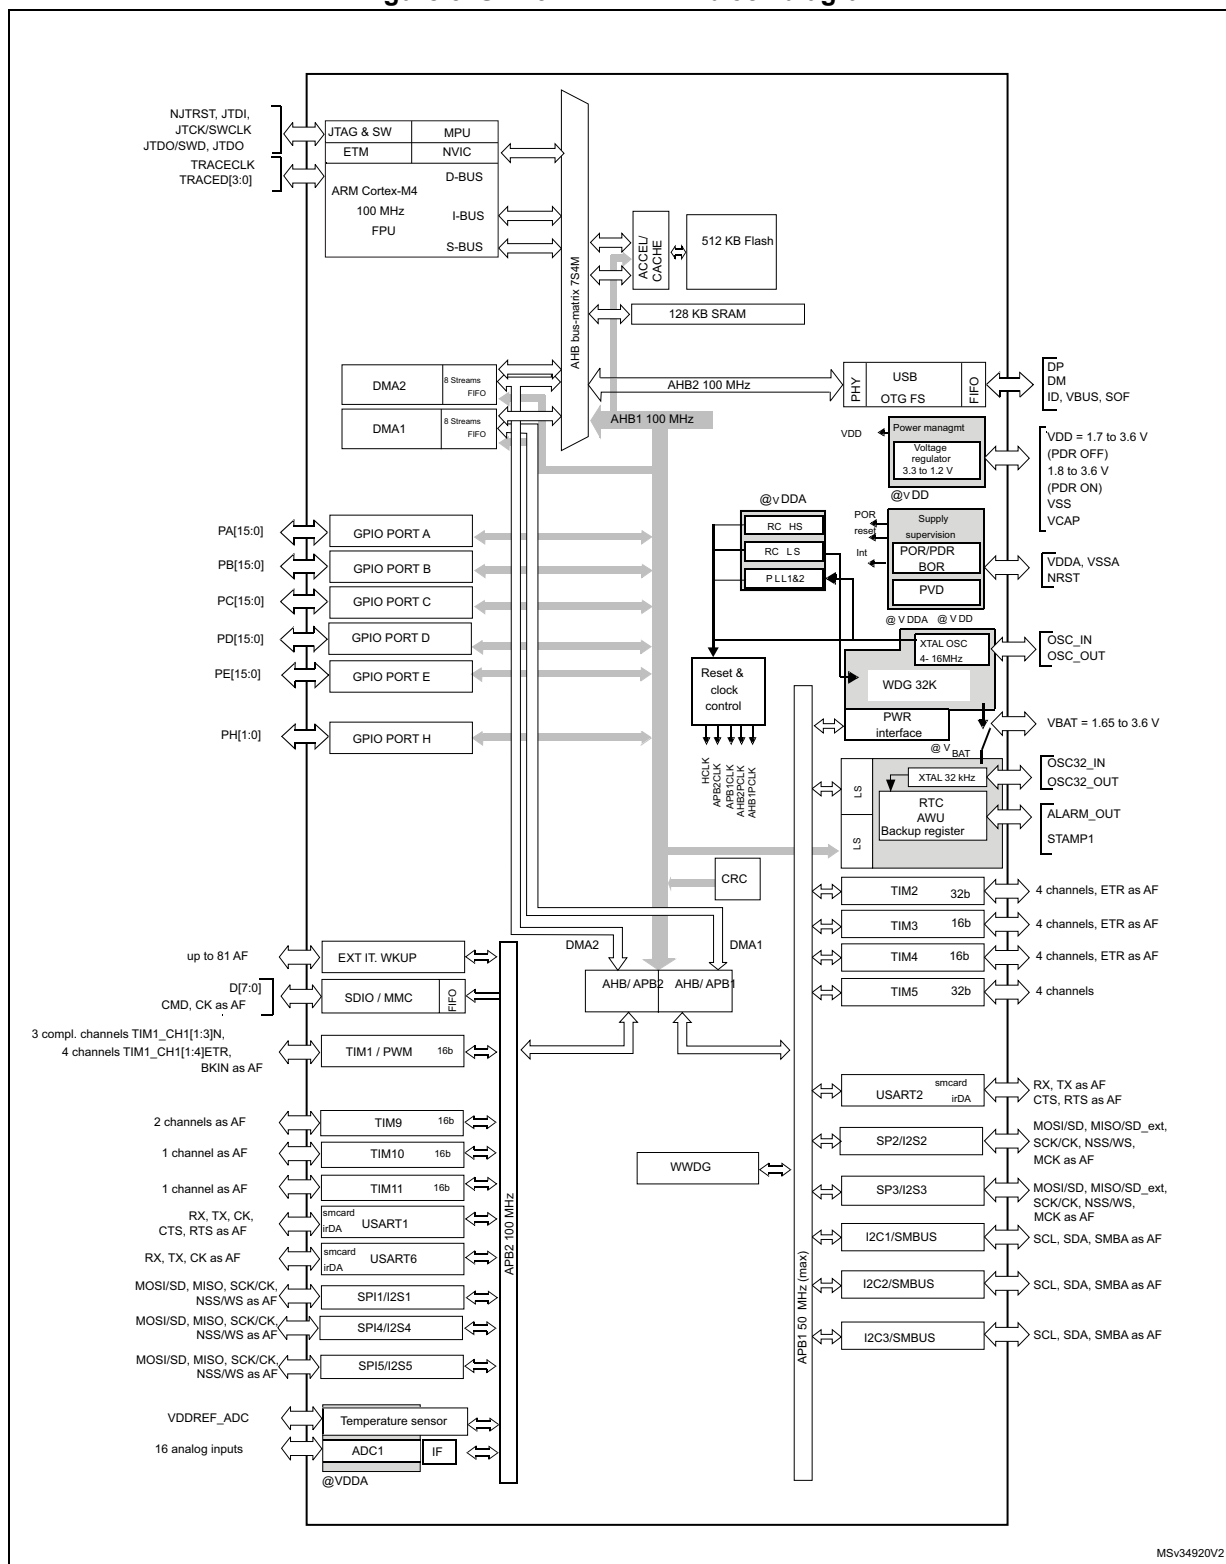 NJTRST, JTDI,
JTCK/SWCLK
JTDO/SWD, JTDO
TRACECLK
TRACED[3:0]
JTAG & SW
MPU
ETM
NVIC
ARM Cortex-M4
100 MHz
FPU
D-BUS
I-BUS
S-BUS
AHB bus-matrix 7S4M
ACCEL/
CACHE
512 KB Flash
128 KB SRAM
DMA2
8 Streams
FIFO
DMA1
8 Streams
FIFO
AHB2 100 MHz
AHB1 100 MHz
PHY
USB
OTG FS
FIFO
DP
DM
ID, VBUS, SOF
VDD
Power managmt
Voltage
regulator
3.3 to 1.2 V
@VDD
VDD = 1.7 to 3.6 V
(PDR OFF)
1.8 to 3.6 V
(PDR ON)
VSS
VCAP
@VDDA
RC HS
RC LS
PLL1&2
POR
reset
Int
Supply
supervision
POR/PDR
BOR
PVD
VDDA, VSSA
NRST
@VDDA @VDD
XTAL OSC
4- 16MHz
OSC_IN
OSC_OUT
WDG 32K
Reset &
clock
control
HCLK
APB2CLK
APB1CLK
AHB2PCLK
AHB1PCLK
PWR
interface
VBAT = 1.65 to 3.6 V
@ VBAT
LS
LS
XTAL 32 kHz
RTC
AWU
Backup register
OSC32_IN
OSC32_OUT
ALARM_OUT
STAMP1
PA[15:0]
GPIO PORT A
PB[15:0]
GPIO PORT B
PC[15:0]
GPIO PORT C
PD[15:0]
GPIO PORT D
PE[15:0]
GPIO PORT E
PH[1:0]
GPIO PORT H
CRC
DMA2
DMA1
AHB/ APB2
AHB/ APB1
TIM2
32b
4 channels, ETR as AF
TIM3
16b
4 channels, ETR as AF
TIM4
16b
4 channels, ETR as AF
TIM5
32b
4 channels
up to 81 AF
EXT IT. WKUP
D[7:0]
CMD, CK as AF
SDIO / MMC
FIFO
3 compl. channels TIM1_CH1[1:3]N,
4 channels TIM1_CH1[1:4]ETR,
BKIN as AF
TIM1 / PWM
16b
2 channels as AF
TIM9
16b
1 channel as AF
TIM10
16b
1 channel as AF
TIM11
16b
RX, TX, CK,
CTS, RTS as AF
smcard
irDA
USART1
RX, TX, CK as AF
smcard
irDA
USART6
MOSI/SD, MISO, SCK/CK,
NSS/WS as AF
SPI1/I2S1
MOSI/SD, MISO, SCK/CK,
NSS/WS as AF
SPI4/I2S4
MOSI/SD, MISO, SCK/CK,
NSS/WS as AF
SPI5/I2S5
VDDREF_ADC
Temperature sensor
16 analog inputs
ADC1
IF
@VDDA
APB2 100 MHz
WWDG
APB1 50 MHz (max)
USART2
smcard
irDA
RX, TX as AF
CTS, RTS as AF
SP2/I2S2
MOSI/SD, MISO/SD_ext,
SCK/CK, NSS/WS,
MCK as AF
SP3/I2S3
MOSI/SD, MISO/SD_ext,
SCK/CK, NSS/WS,
MCK as AF
I2C1/SMBUS
SCL, SDA, SMBA as AF
I2C2/SMBUS
SCL, SDA, SMBA as AF
I2C3/SMBUS
SCL, SDA, SMBA as AF
MSv34920V2